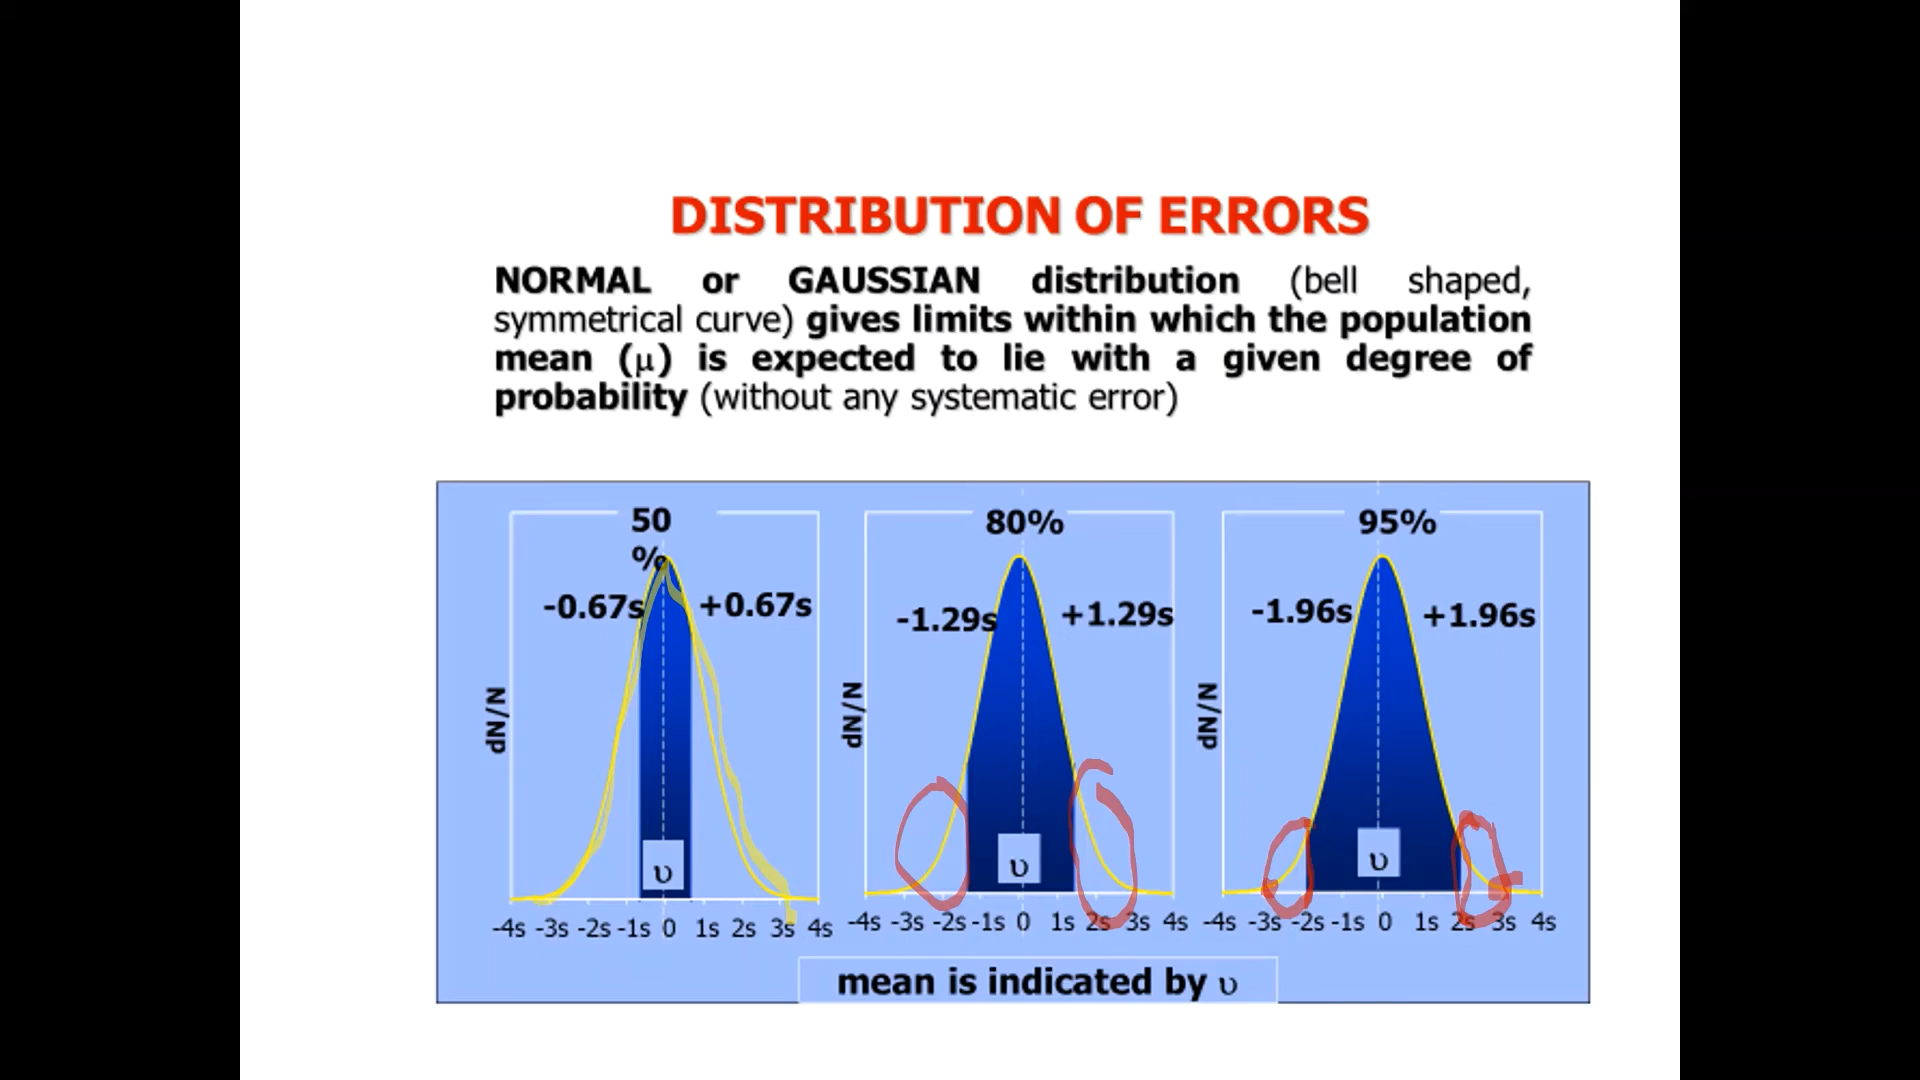 DISTRIBUTION OF ERRORS
NORMAL or GAUSSIAN distribution (bell shaped,
symmetrical curve) gives limits within which the population
mean (μ) is expected to lie with a given degree of
probability (without any systematic error)
50
%
-0.67s +0.67s
dN/N
υ
-4s -3s -2s -1s 0 1s 2s 3s 4s
80%
-1.29s +1.29s
dN/N
υ
-4s -3s -2s -1s 0 1s 2s 3s 4s
95%
-1.96s +1.96s
dN/N
υ
-4s -3s -2s -1s 0 1s 2s 3s 4s
mean is indicated by υ